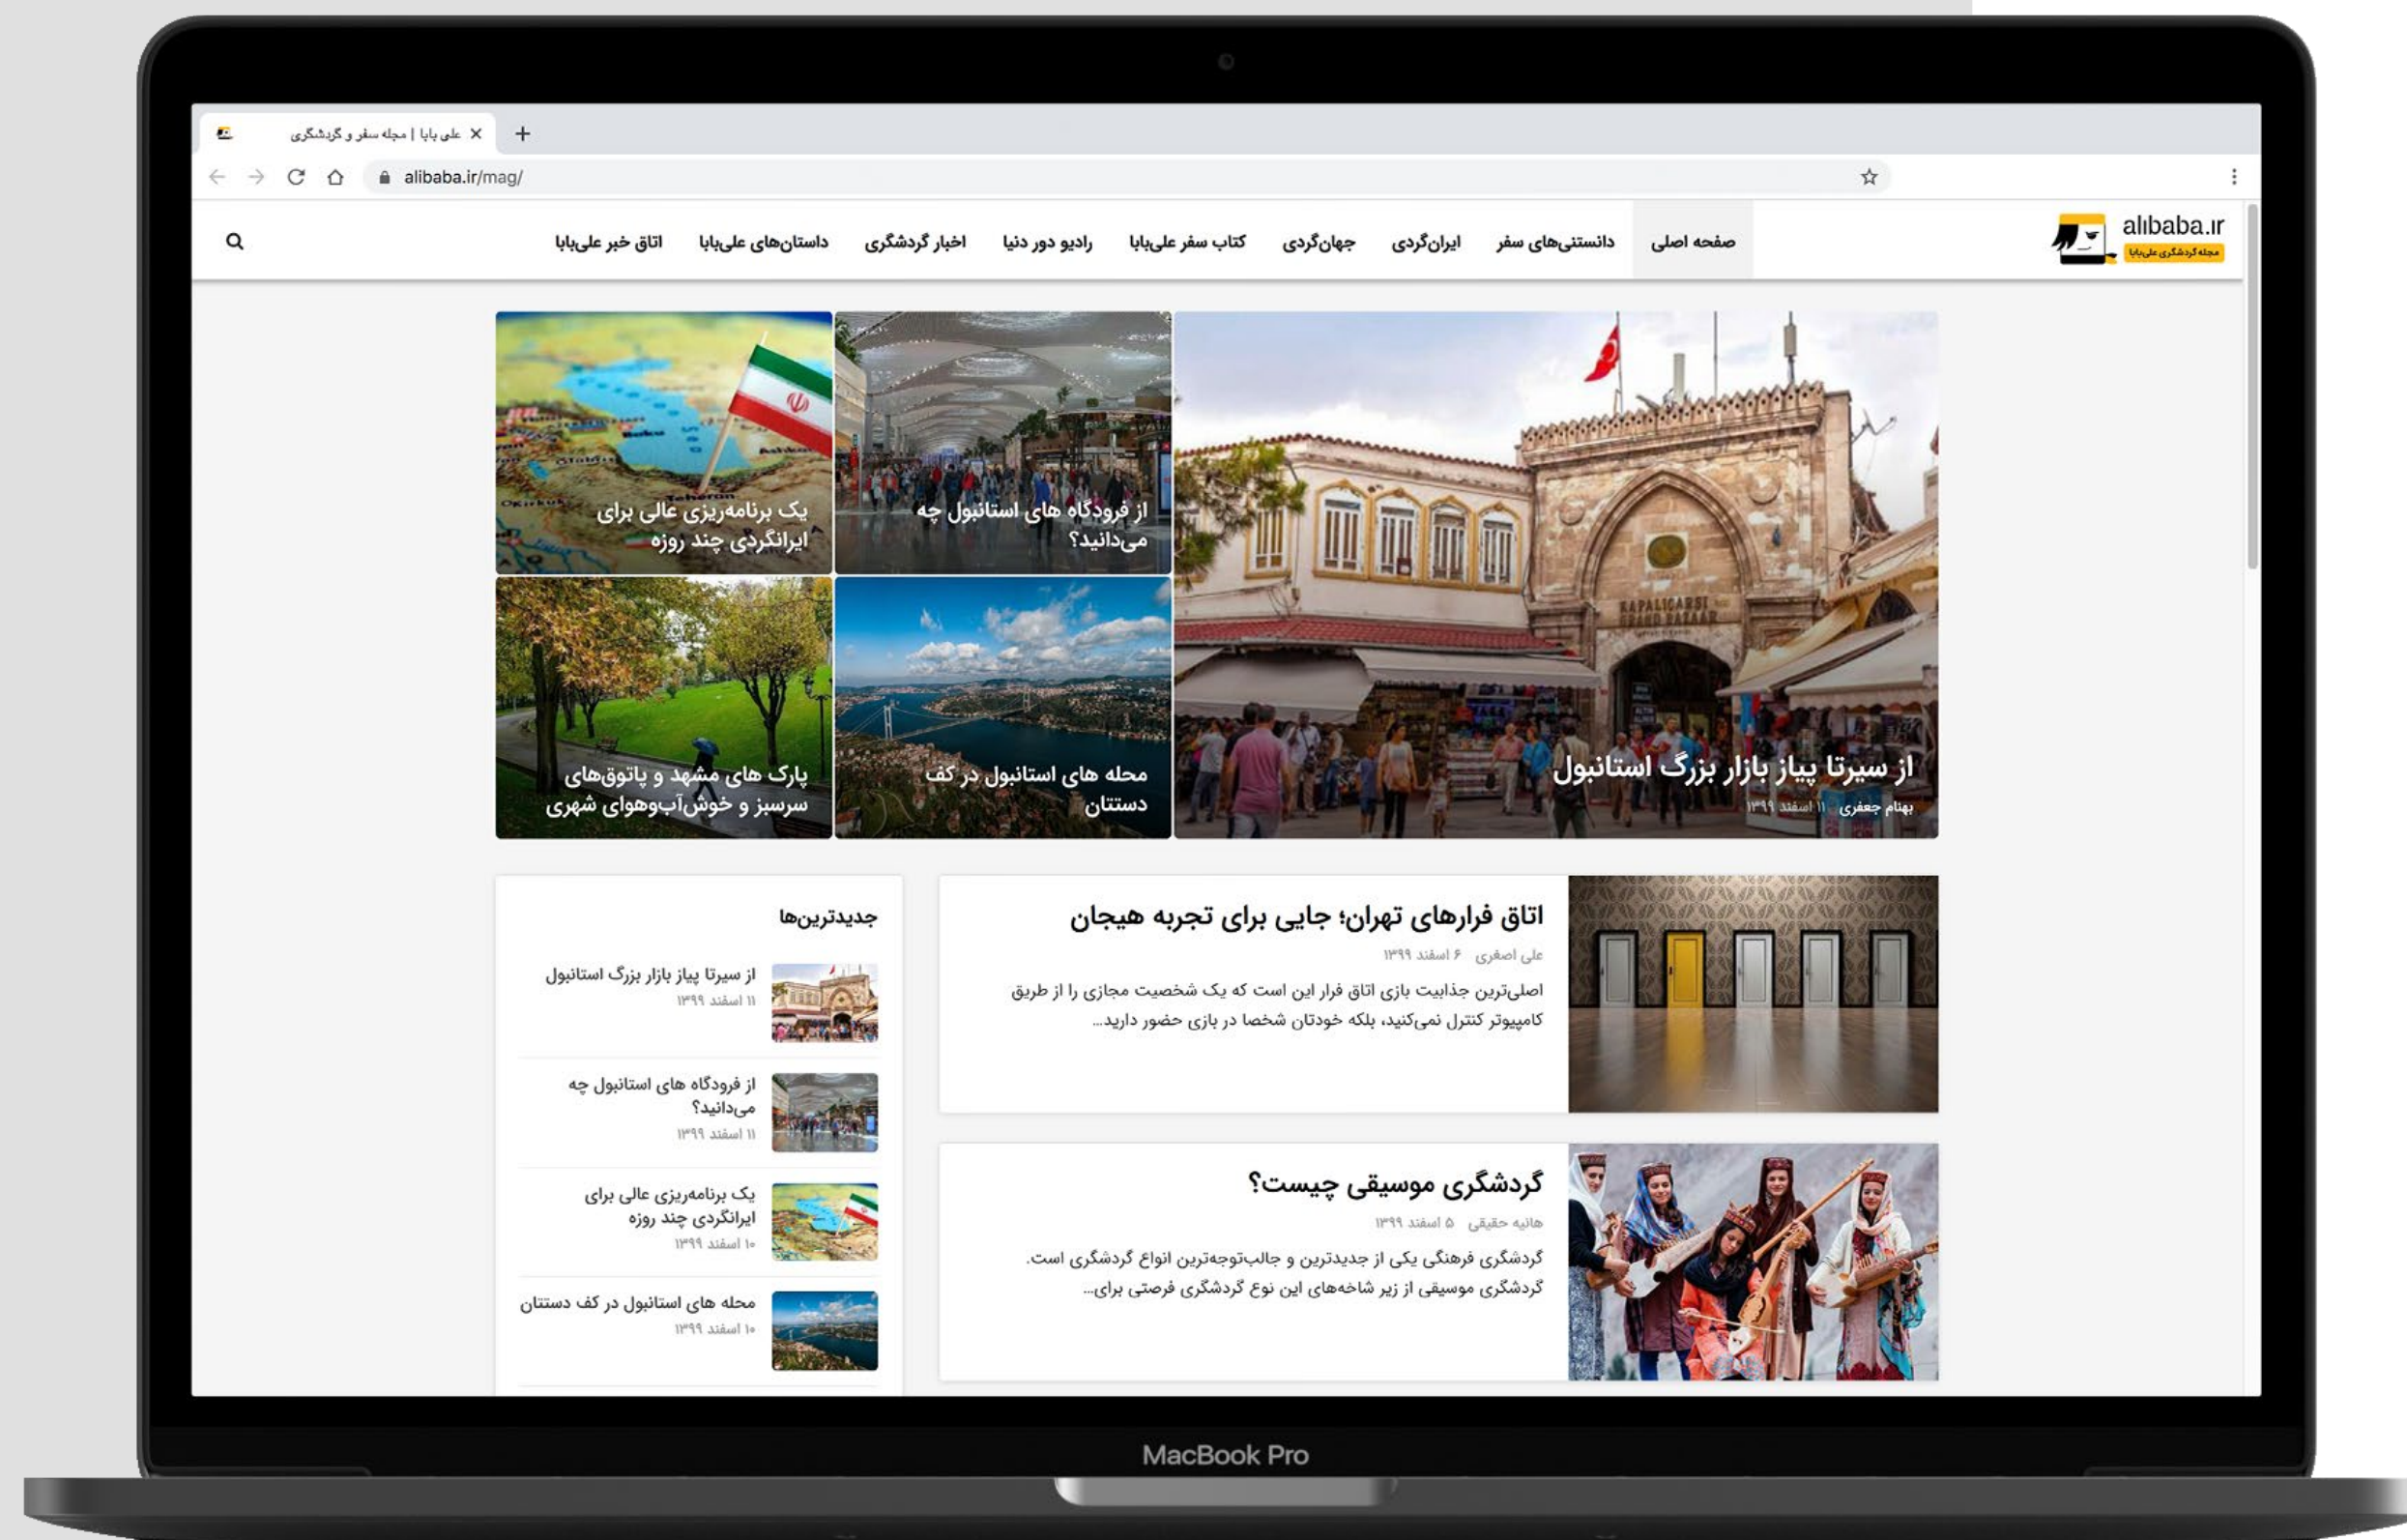 علی بابا | مجله سفر و گردشگری
alibaba.ir/mag/
alibaba.ir
مجله گردشگری علی‌بابا
صفحه اصلی
دانستنی‌های سفر
ایران‌گردی
جهان‌گردی
کتاب سفر علی‌بابا
رادیو دور دنیا
اخبار گردشگری
داستان‌های علی‌بابا
اتاق خبر علی‌بابا
KAPALIÇARŞI
GRAND BAZAAR
از سیرتا پیاز بازار بزرگ استانبول
بهنام جعفری ۱۱ اسفند ۱۳۹۹
از فرودگاه های استانبول چه
می‌دانید؟
Baku
Teheran
یک برنامه‌ریزی عالی برای
ایرانگردی چند روزه
محله های استانبول در کف
دستتان
پارک های مشهد و پاتوق‌های
سرسبز و خوش‌آب‌وهوای شهری
اتاق فرارهای تهران؛ جایی برای تجربه هیجان
علی اصغری ۶ اسفند ۱۳۹۹
اصلی‌ترین جذابیت بازی اتاق فرار این است که یک شخصیت مجازی را از طریق
کامپیوتر کنترل نمی‌کنید، بلکه خودتان شخصا در بازی حضور دارید...
گردشگری موسیقی چیست؟
هانیه حقیقی ۵ اسفند ۱۳۹۹
گردشگری فرهنگی یکی از جدیدترین و جالب‌توجه‌ترین انواع گردشگری است.
گردشگری موسیقی از زیر شاخه‌های این نوع گردشگری فرصتی برای...
جدیدترین‌ها
از سیرتا پیاز بازار بزرگ استانبول
۱۱ اسفند ۱۳۹۹
از فرودگاه های استانبول چه
می‌دانید؟
۱۱ اسفند ۱۳۹۹
یک برنامه‌ریزی عالی برای
ایرانگردی چند روزه
۱۰ اسفند ۱۳۹۹
محله های استانبول در کف دستتان
۱۰ اسفند ۱۳۹۹
MacBook Pro